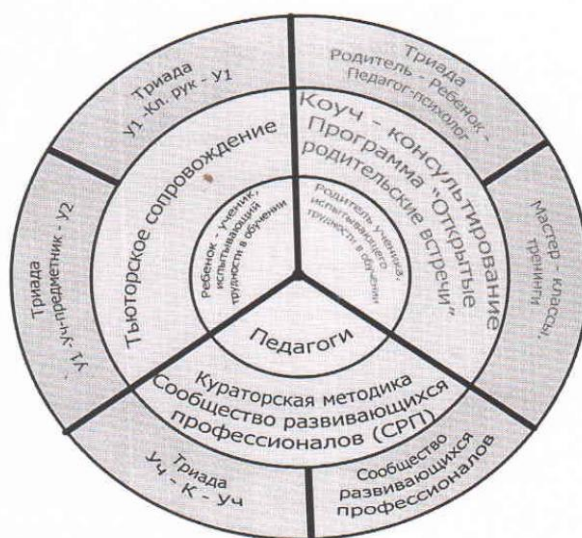 Триада
У1 -Кл. рук - У1
Триада
Родитель - Ребенок -
Педагог-психолог
Триада
У1 -Уч-предметник - У2
Мастер - классы,
тренинги
Тьюторское сопровождение
Коуч - консультирование
Программа "Открытые
родительские встречи"
Ребенок - ученик,
испытывающий
трудности в обучении
Родитель ученика,
испытывающего
трудности в обучении
Педагоги
Кураторская методика
Сообщество развивающихся
профессионалов (СРП)
Триада
Уч - К - Уч
Сообщество
развивающихся
профессионалов